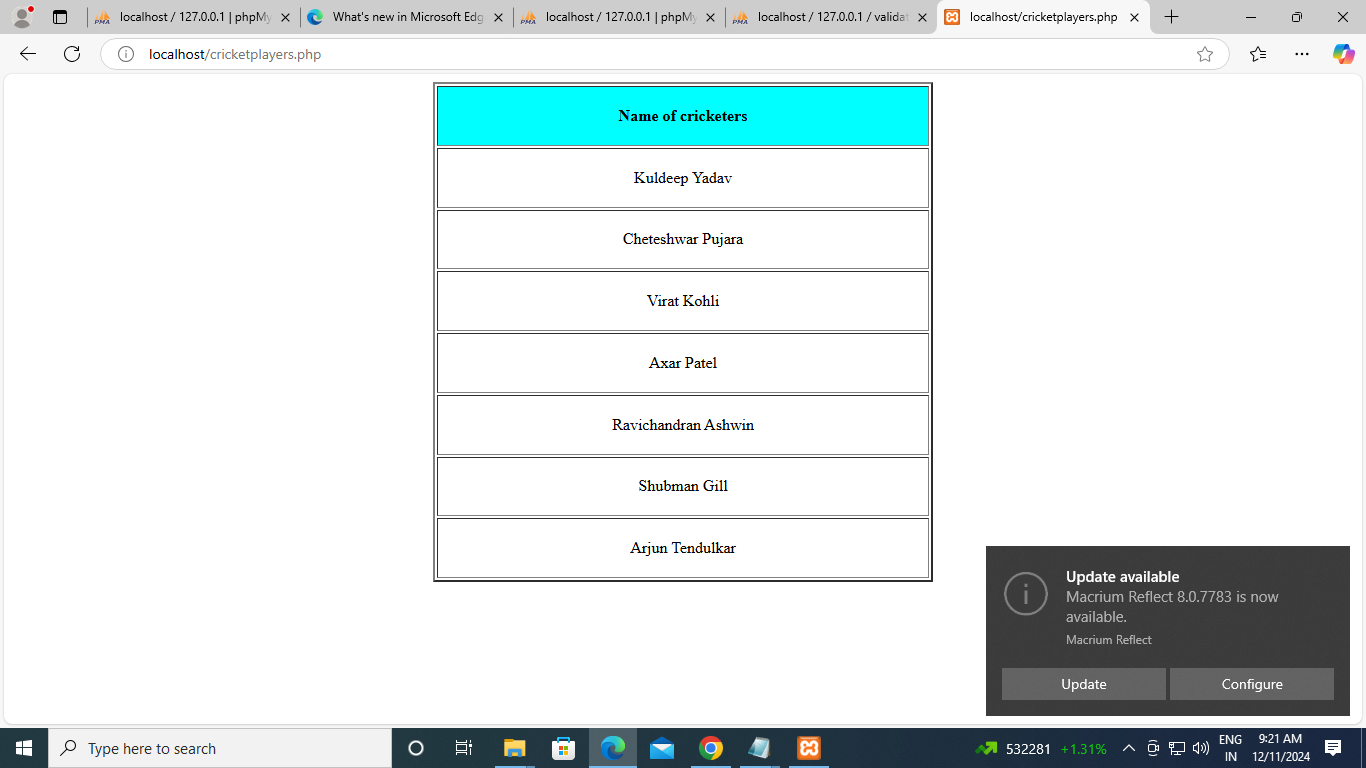 localhost / 127.0.0.1 | phpMy
What's new in Microsoft Edg
localhost / 127.0.0.1 | phpMy
localhost / 127.0.0.1 / validat
localhost/cricketplayers.php
localhost/cricketplayers.php
Name of cricketers
Kuldeep Yadav
Cheteshwar Pujara
Virat Kohli
Axar Patel
Ravichandran Ashwin
Shubman Gill
Arjun Tendulkar
Update available
Macrium Reflect 8.0.7783 is now
available.
Macrium Reflect
Update
Configure
Type here to search
532281 +1.31%
ENG
IN
9:21 AM
12/11/2024